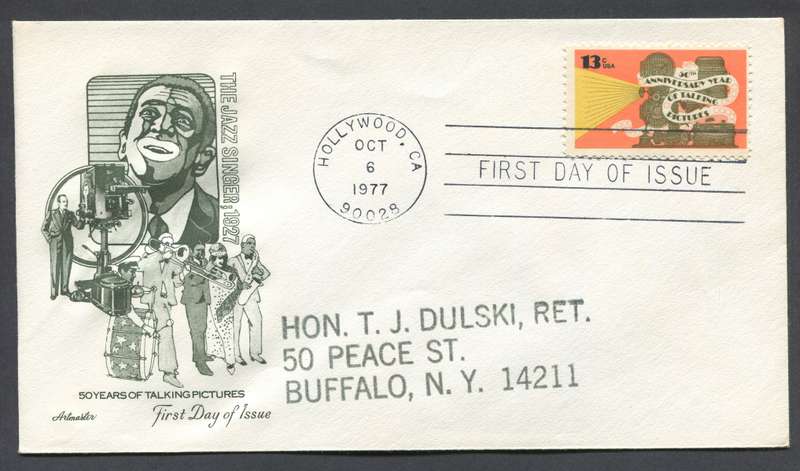 THE JAZZ SINGER, 1927
50 YEARS OF TALKING PICTURES
Artmaster
First Day of Issue
HOLLYWOOD, CA
OCT
6
1977
90028
FIRST DAY OF ISSUE
13c
USA
50TH
ANNIVERSARY YEAR
OF TALKING
PICTURES
HON. T. J. DULSKI, RET.
50 PEACE ST.
BUFFALO, N. Y. 14211